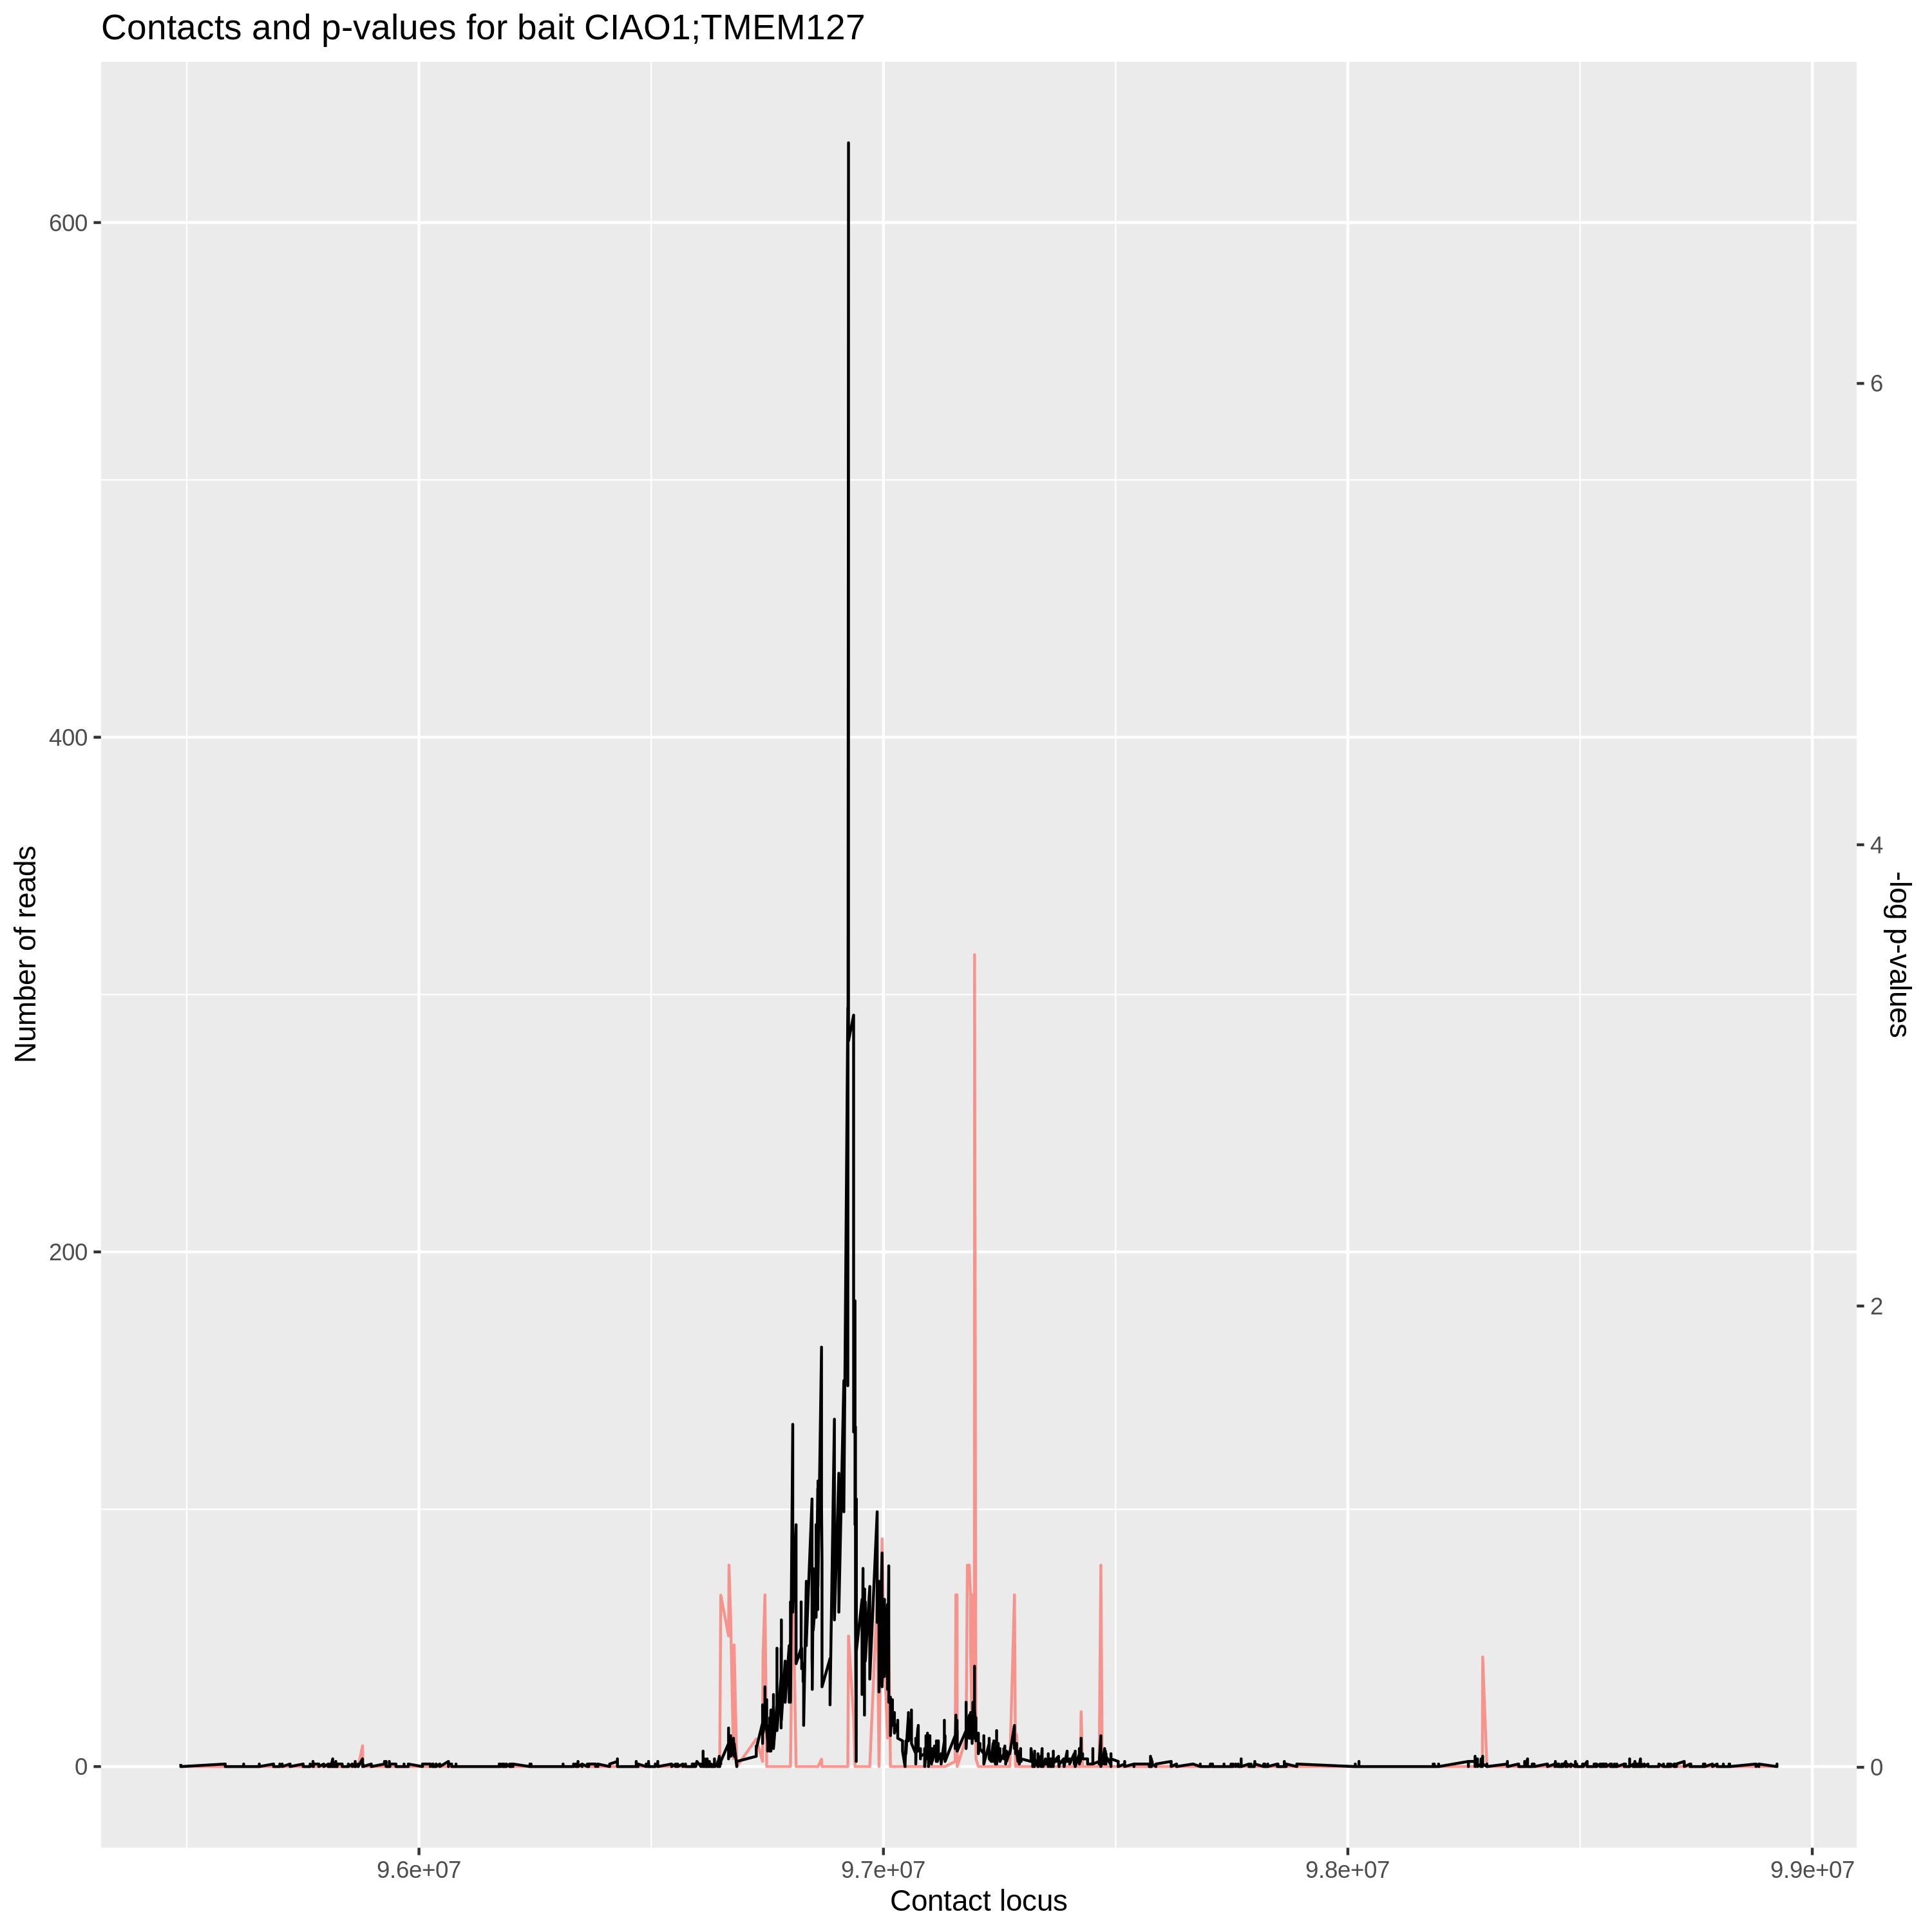 Contacts and p-values for bait CIAO1;TMEM127
600
400
200
0
Number of reads
6
4
2
0
-log p-values
9.6e+07
9.7e+07
9.8e+07
9.9e+07
Contact locus